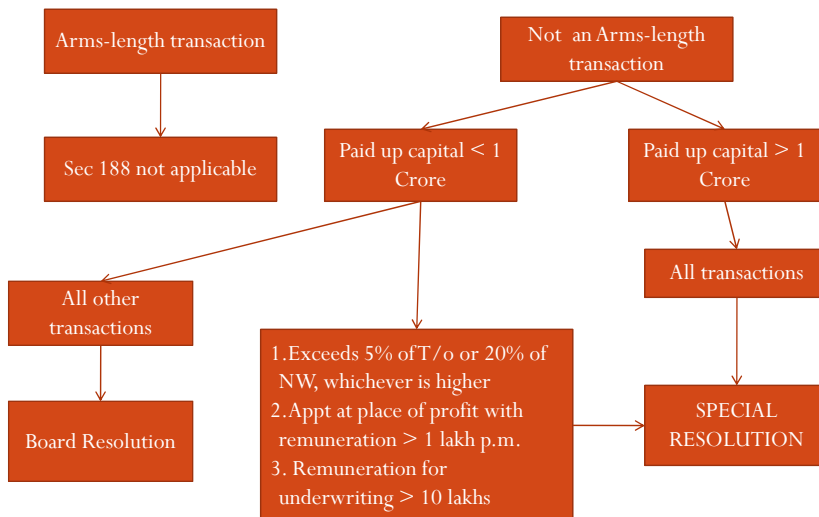 Arms-length transaction
Not an Arms-length
transaction
Sec 188 not applicable
Paid up capital < 1
Crore
Paid up capital > 1
Crore
All other
transactions
All transactions
1.Exceeds 5% of T/o or 20% of
NW, whichever is higher
2.Appt at place of profit with
remuneration > 1 lakh p.m.
3. Remuneration for
underwriting > 10 lakhs
Board Resolution
SPECIAL
RESOLUTION